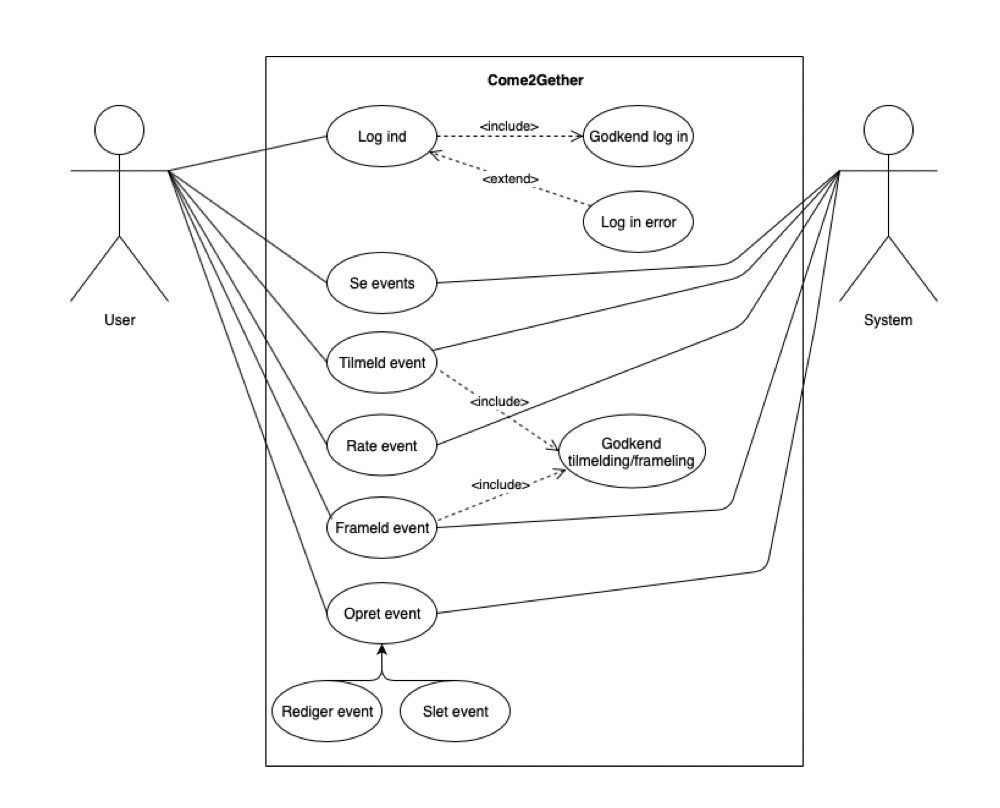 Come2Gether
Log ind
<include>
Godkend log in
<extend>
Log in error
Se events
User
System
Tilmeld event
<include>
Rate event
Godkend
tilmelding/frameling
<include>
Frameld event
Opret event
Rediger event
Slet event